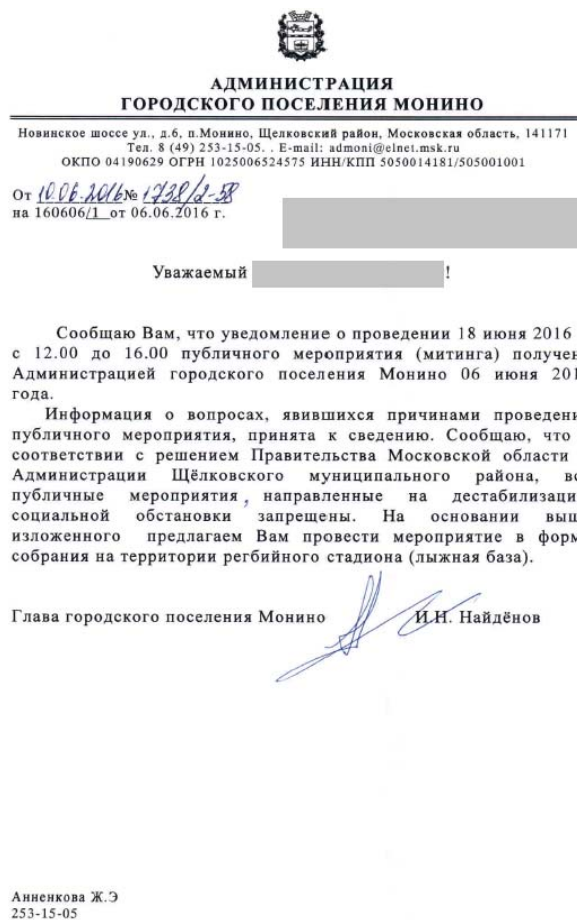 АДМИНИСТРАЦИЯ
ГОРОДСКОГО ПОСЕЛЕНИЯ МОНИНО
Новинское шоссе ул., д.6, п.Монино, Щелковский район, Московская область, 141171
Тел. 8 (49) 253-15-05. . E-mail: admoni@elnet.msk.ru
ОКПО 04190629 ОГРН 1025006524575 ИНН/КПП 5050014181/505001001
От 10.06.2016 № 1738/2-58
на 160606/1 от 06.06.2016 г.
Уважаемый !
Сообщаю Вам, что уведомление о проведении 18 июня 2016
с 12.00 до 16.00 публичного мероприятия (митинга) получен
Администрацией городского поселения Монино 06 июня 201
года.
Информация о вопросах, явившихся причинами проведени
публичного мероприятия, принята к сведению. Сообщаю, что
соответствии с решением Правительства Московской области
Администрации Щёлковского муниципального района, вс
публичные мероприятия, направленные на дестабилизаци
социальной обстановки запрещены. На основании выш
изложенного предлагаем Вам провести мероприятие в форм
собрания на территории регбийного стадиона (лыжная база).
Глава городского поселения Монино И.Н. Найдёнов
Анненкова Ж.Э
253-15-05